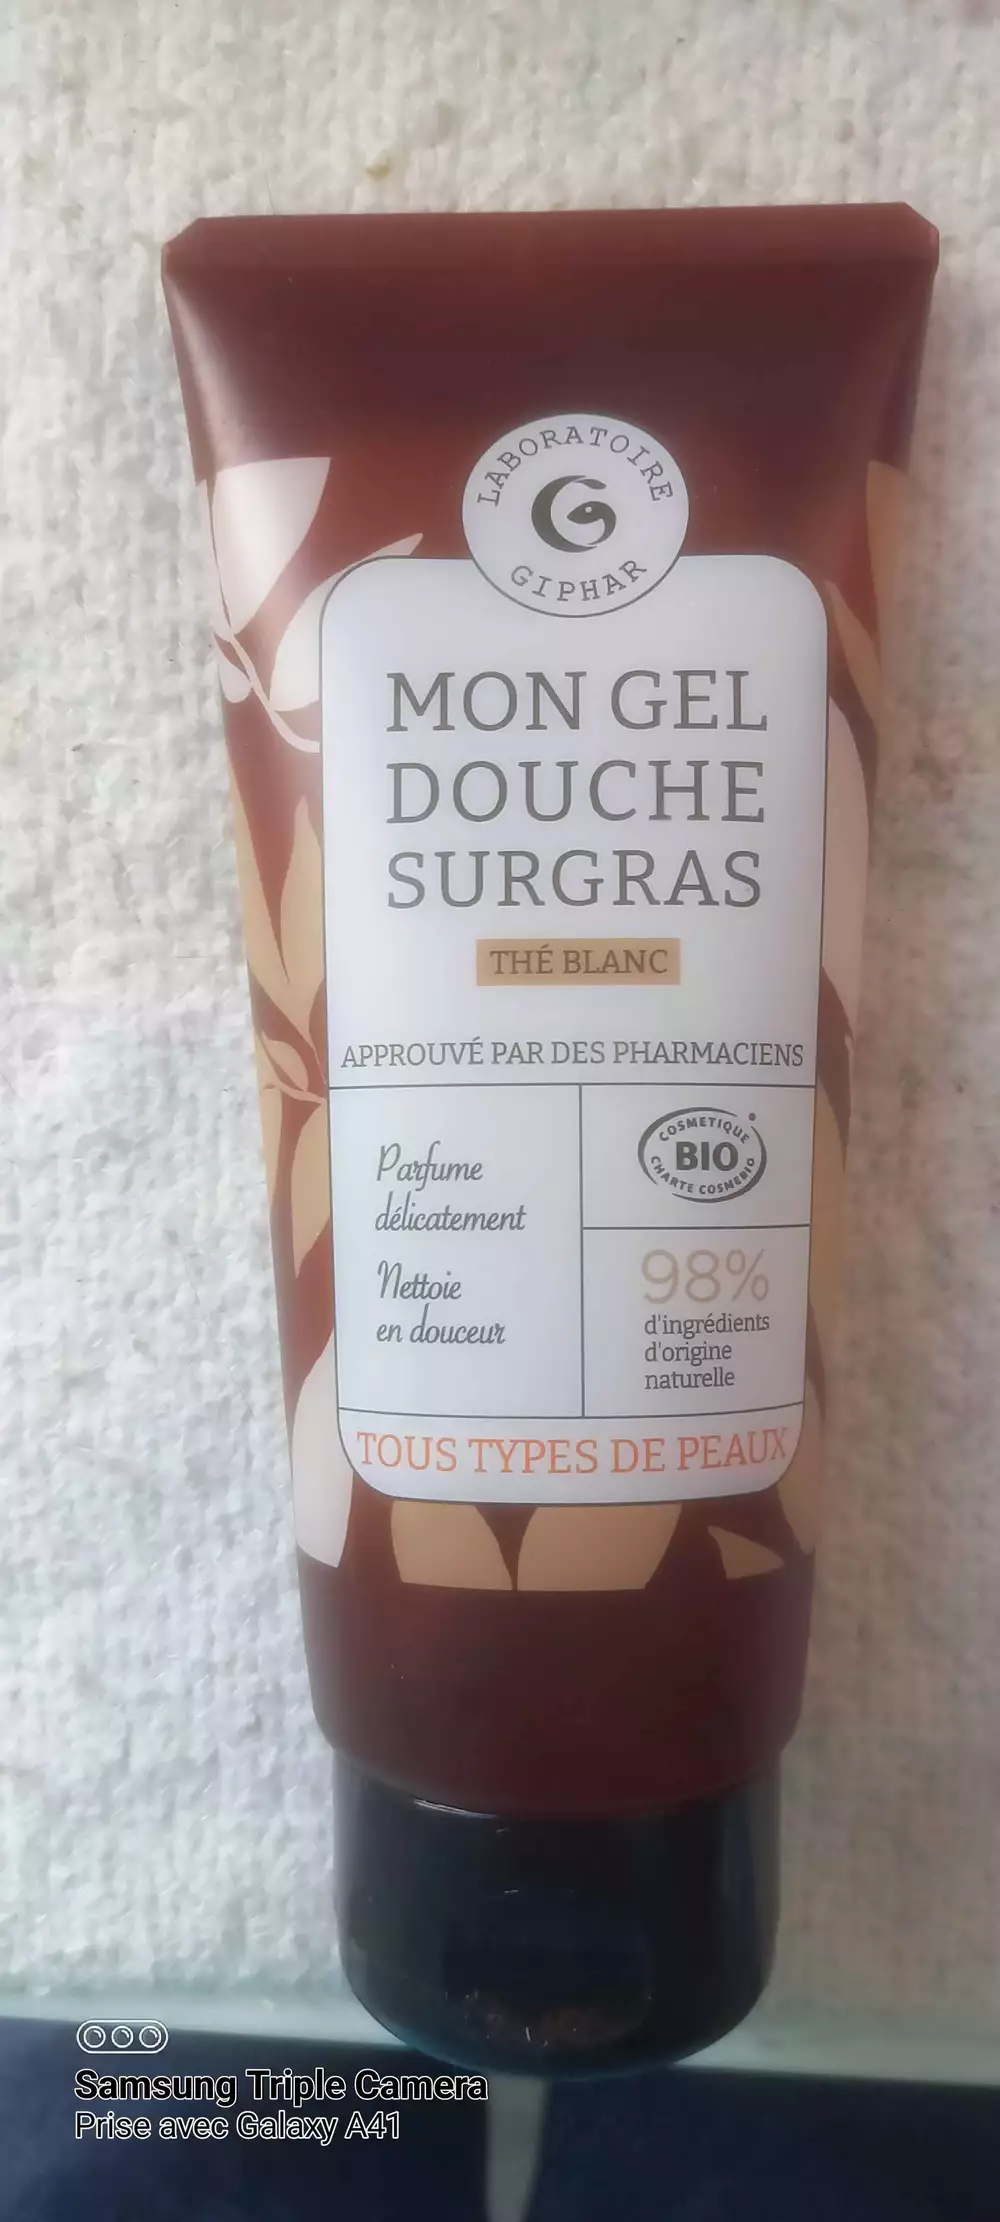 LABORATOIRE
GIPHAR
MON GEL
DOUCHE
SURGRAS
THÉ BLANC
APPROUVÉ PAR DES PHARMACIENS
Parfume
délicatement
Nettoie
en douceur
COSMETIQUE
BIO
CHARTE COSMEBIO
98%
d'ingrédients
d'origine
naturelle
TOUS TYPES DE PEAUX
Samsung Triple Camera
Prise avec Galaxy A41